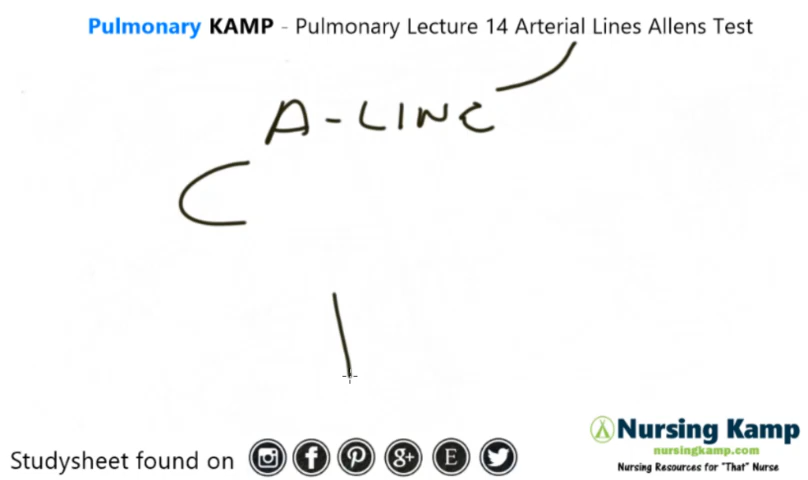 Pulmonary KAMP - Pulmonary Lecture 14 Arterial Lines Allens Test
A-LINE
Nursing Kamp
nursingkamp.com
Nursing Resources for "That" Nurse
Studysheet found on